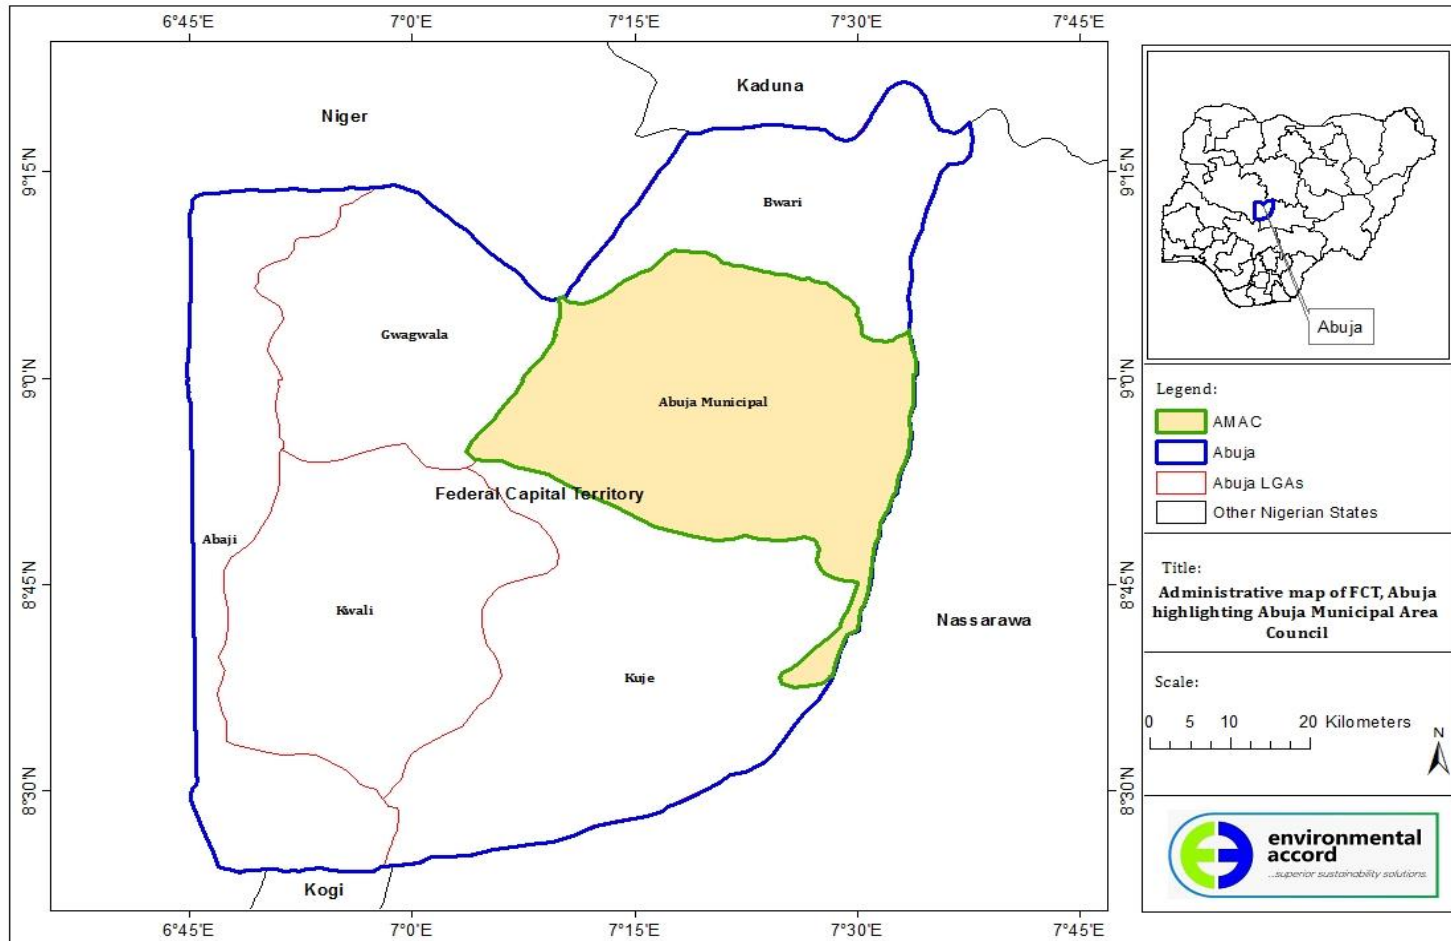 6°45'E 7°0'E 7°15'E 7°30'E 7°45'E
Kaduna
Niger
9°15'N 9°15'N
Bwari
Gwagwala
9°0'N 9°0'N
Abuja Municipal
Federal Capital Territory
Abaji
8°45'N 8°45'N
Kwali
Nassarawa
Kuje
8°30'N 8°30'N
Kogi
6°45'E 7°0'E 7°15'E 7°30'E 7°45'E
Abuja
Legend:
AMAC
Abuja
Abuja LGAs
Other Nigerian States
Title:
Administrative map of FCT, Abuja
highlighting Abuja Municipal Area
Council
Scale:
0 5 10 20 Kilometers
N
environmental
accord
...superior sustainability solutions.